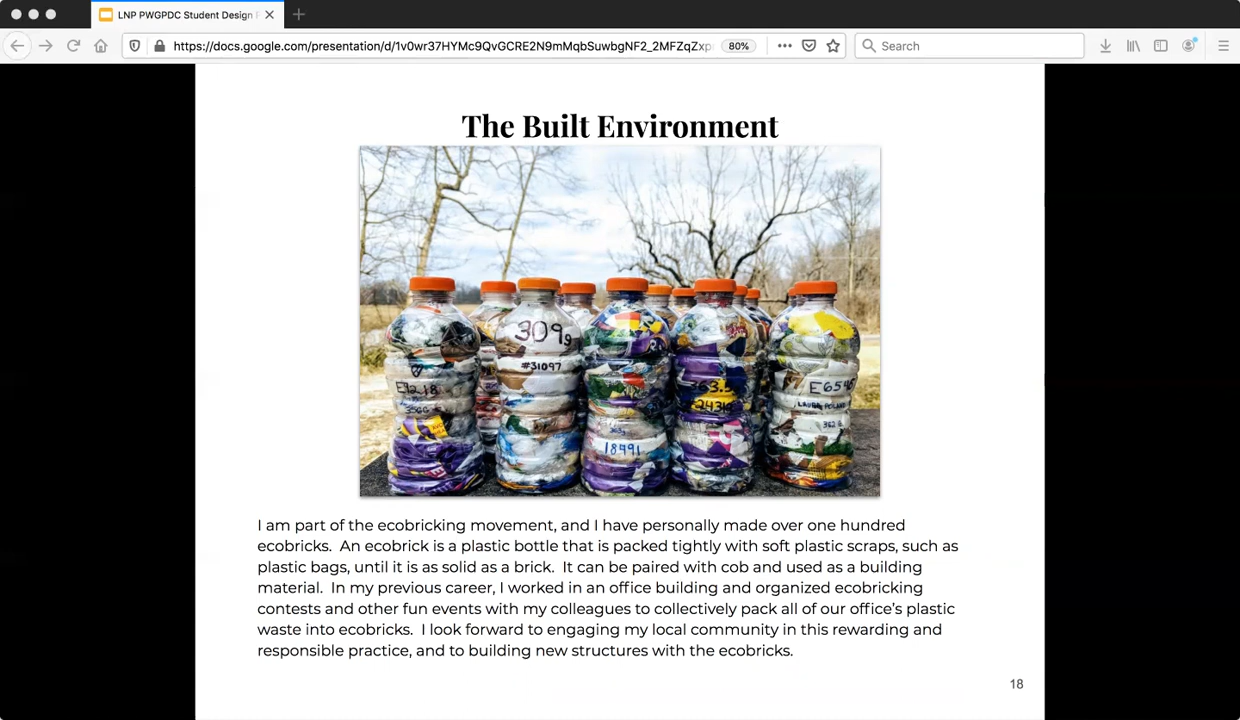 LNP PWGPDC Student Design
https://docs.google.com/presentation/d/1v0wr37HYMc9QvGCRE2N9mMqbSuwbgNF2_2MFZqZxp
80%
Search
The Built Environment
309g
#31097
18991
LAURA
I am part of the ecobricking movement, and I have personally made over one hundred
ecobricks. An ecobrick is a plastic bottle that is packed tightly with soft plastic scraps, such as
plastic bags, until it is as solid as a brick. It can be paired with cob and used as a building
material. In my previous career, I worked in an office building and organized ecobricking
contests and other fun events with my colleagues to collectively pack all of our office's plastic
waste into ecobricks. I look forward to engaging my local community in this rewarding and
responsible practice, and to building new structures with the ecobricks.
18